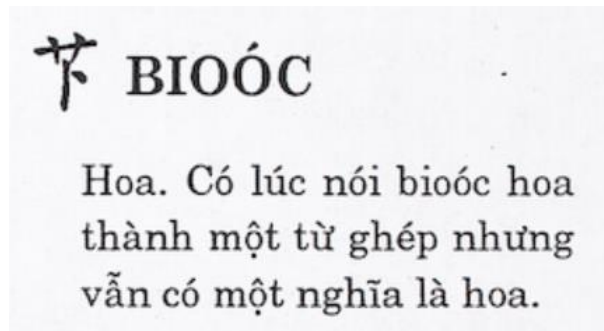 芐 BIOÓC
Hoa. Có lúc nói bioóc hoa
thành một từ ghép nhưng
vẫn có một nghĩa là hoa.